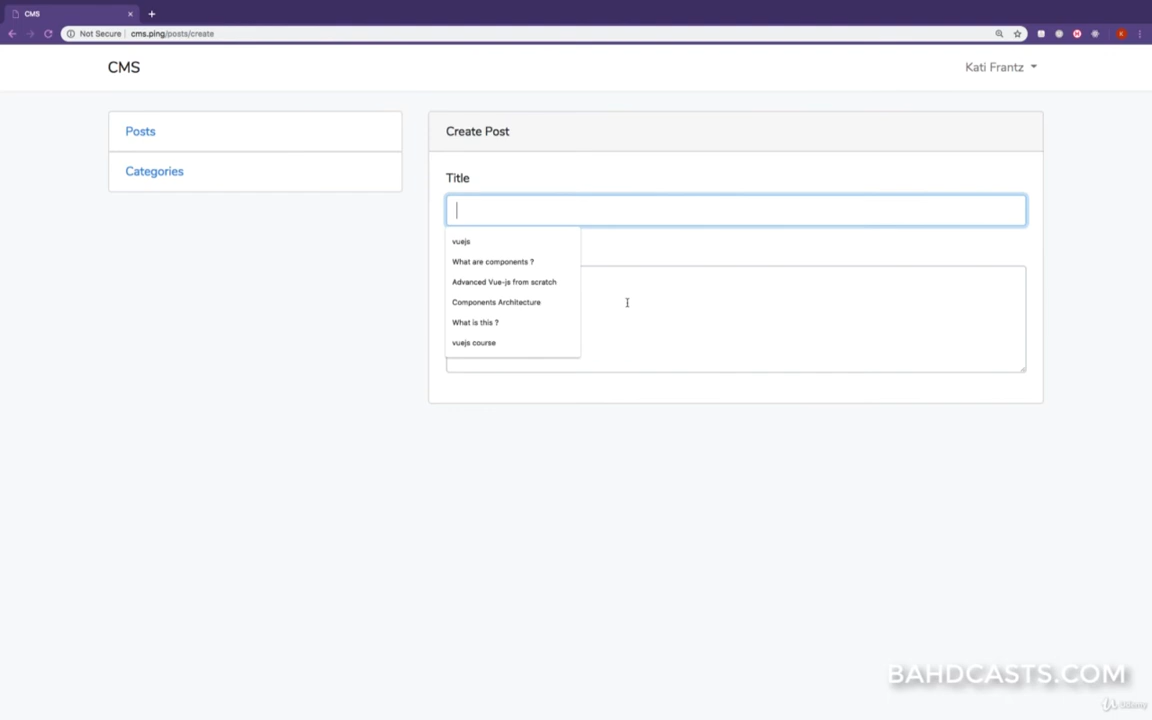 CMS
Not Secure
cms.ping/posts/create
CMS
Kati Frantz
Posts
Categories
Create Post
Title
vuejs
What are components ?
Advanced Vue-js from scratch
Components Architecture
What is this ?
vuejs course
BAHDCASTS.COM
Udemy